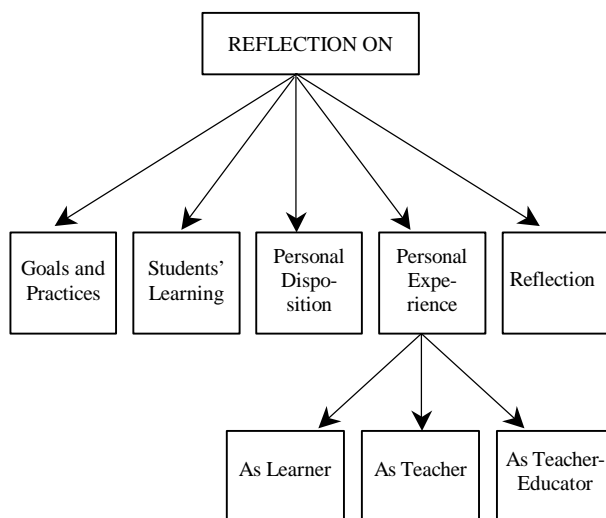 REFLECTION ON
Goals and
Practices
Students’
Learning
Personal
Dispo-
sition
Personal
Expe-
rience
Reflection
As Learner
As Teacher
As Teacher-
Educator